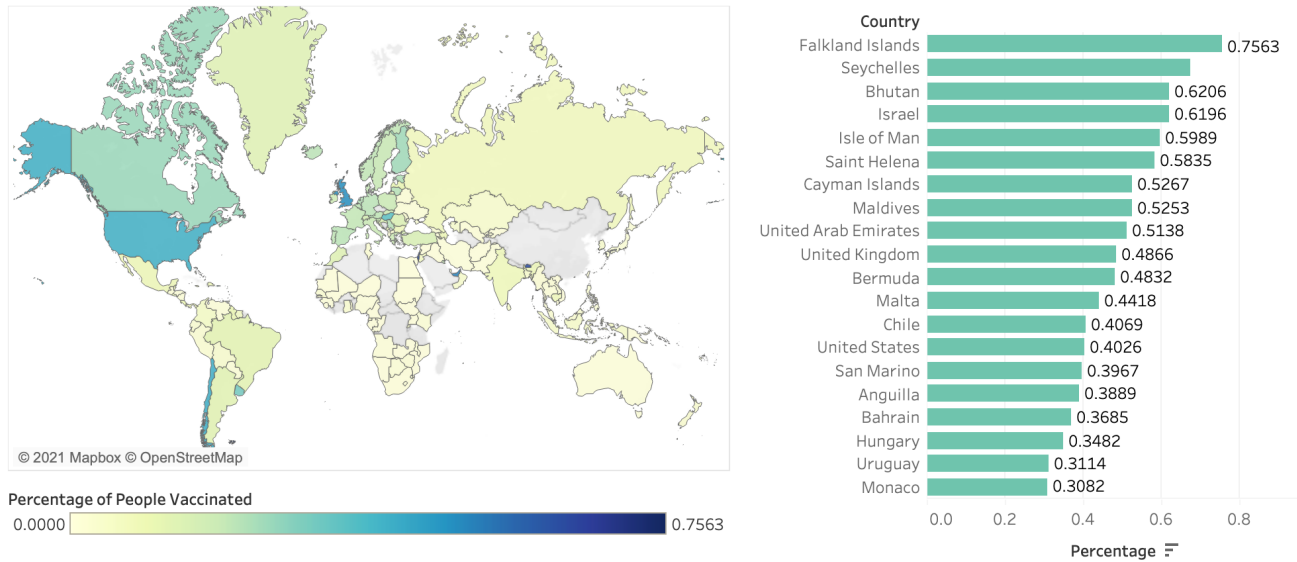 © 2021 Mapbox © OpenStreetMap
Percentage of People Vaccinated
0.0000 0.7563
Country
Falkland Islands 0.7563
Seychelles
Bhutan 0.6206
Israel 0.6196
Isle of Man 0.5989
Saint Helena 0.5835
Cayman Islands 0.5267
Maldives 0.5253
United Arab Emirates 0.5138
United Kingdom 0.4866
Bermuda 0.4832
Malta 0.4418
Chile 0.4069
United States 0.4026
San Marino 0.3967
Anguilla 0.3889
Bahrain 0.3685
Hungary 0.3482
Uruguay 0.3114
Monaco 0.3082
0.0 0.2 0.4 0.6 0.8
Percentage